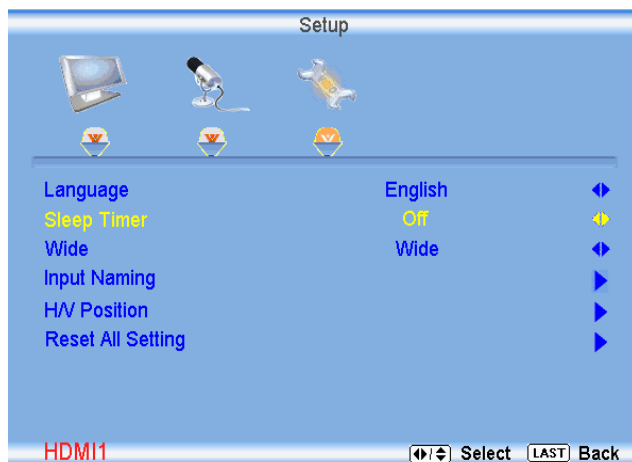 Setup
Language English
Sleep Timer Off
Wide Wide
Input Naming
H/V Position
Reset All Setting
HDMI1 Select LAST Back